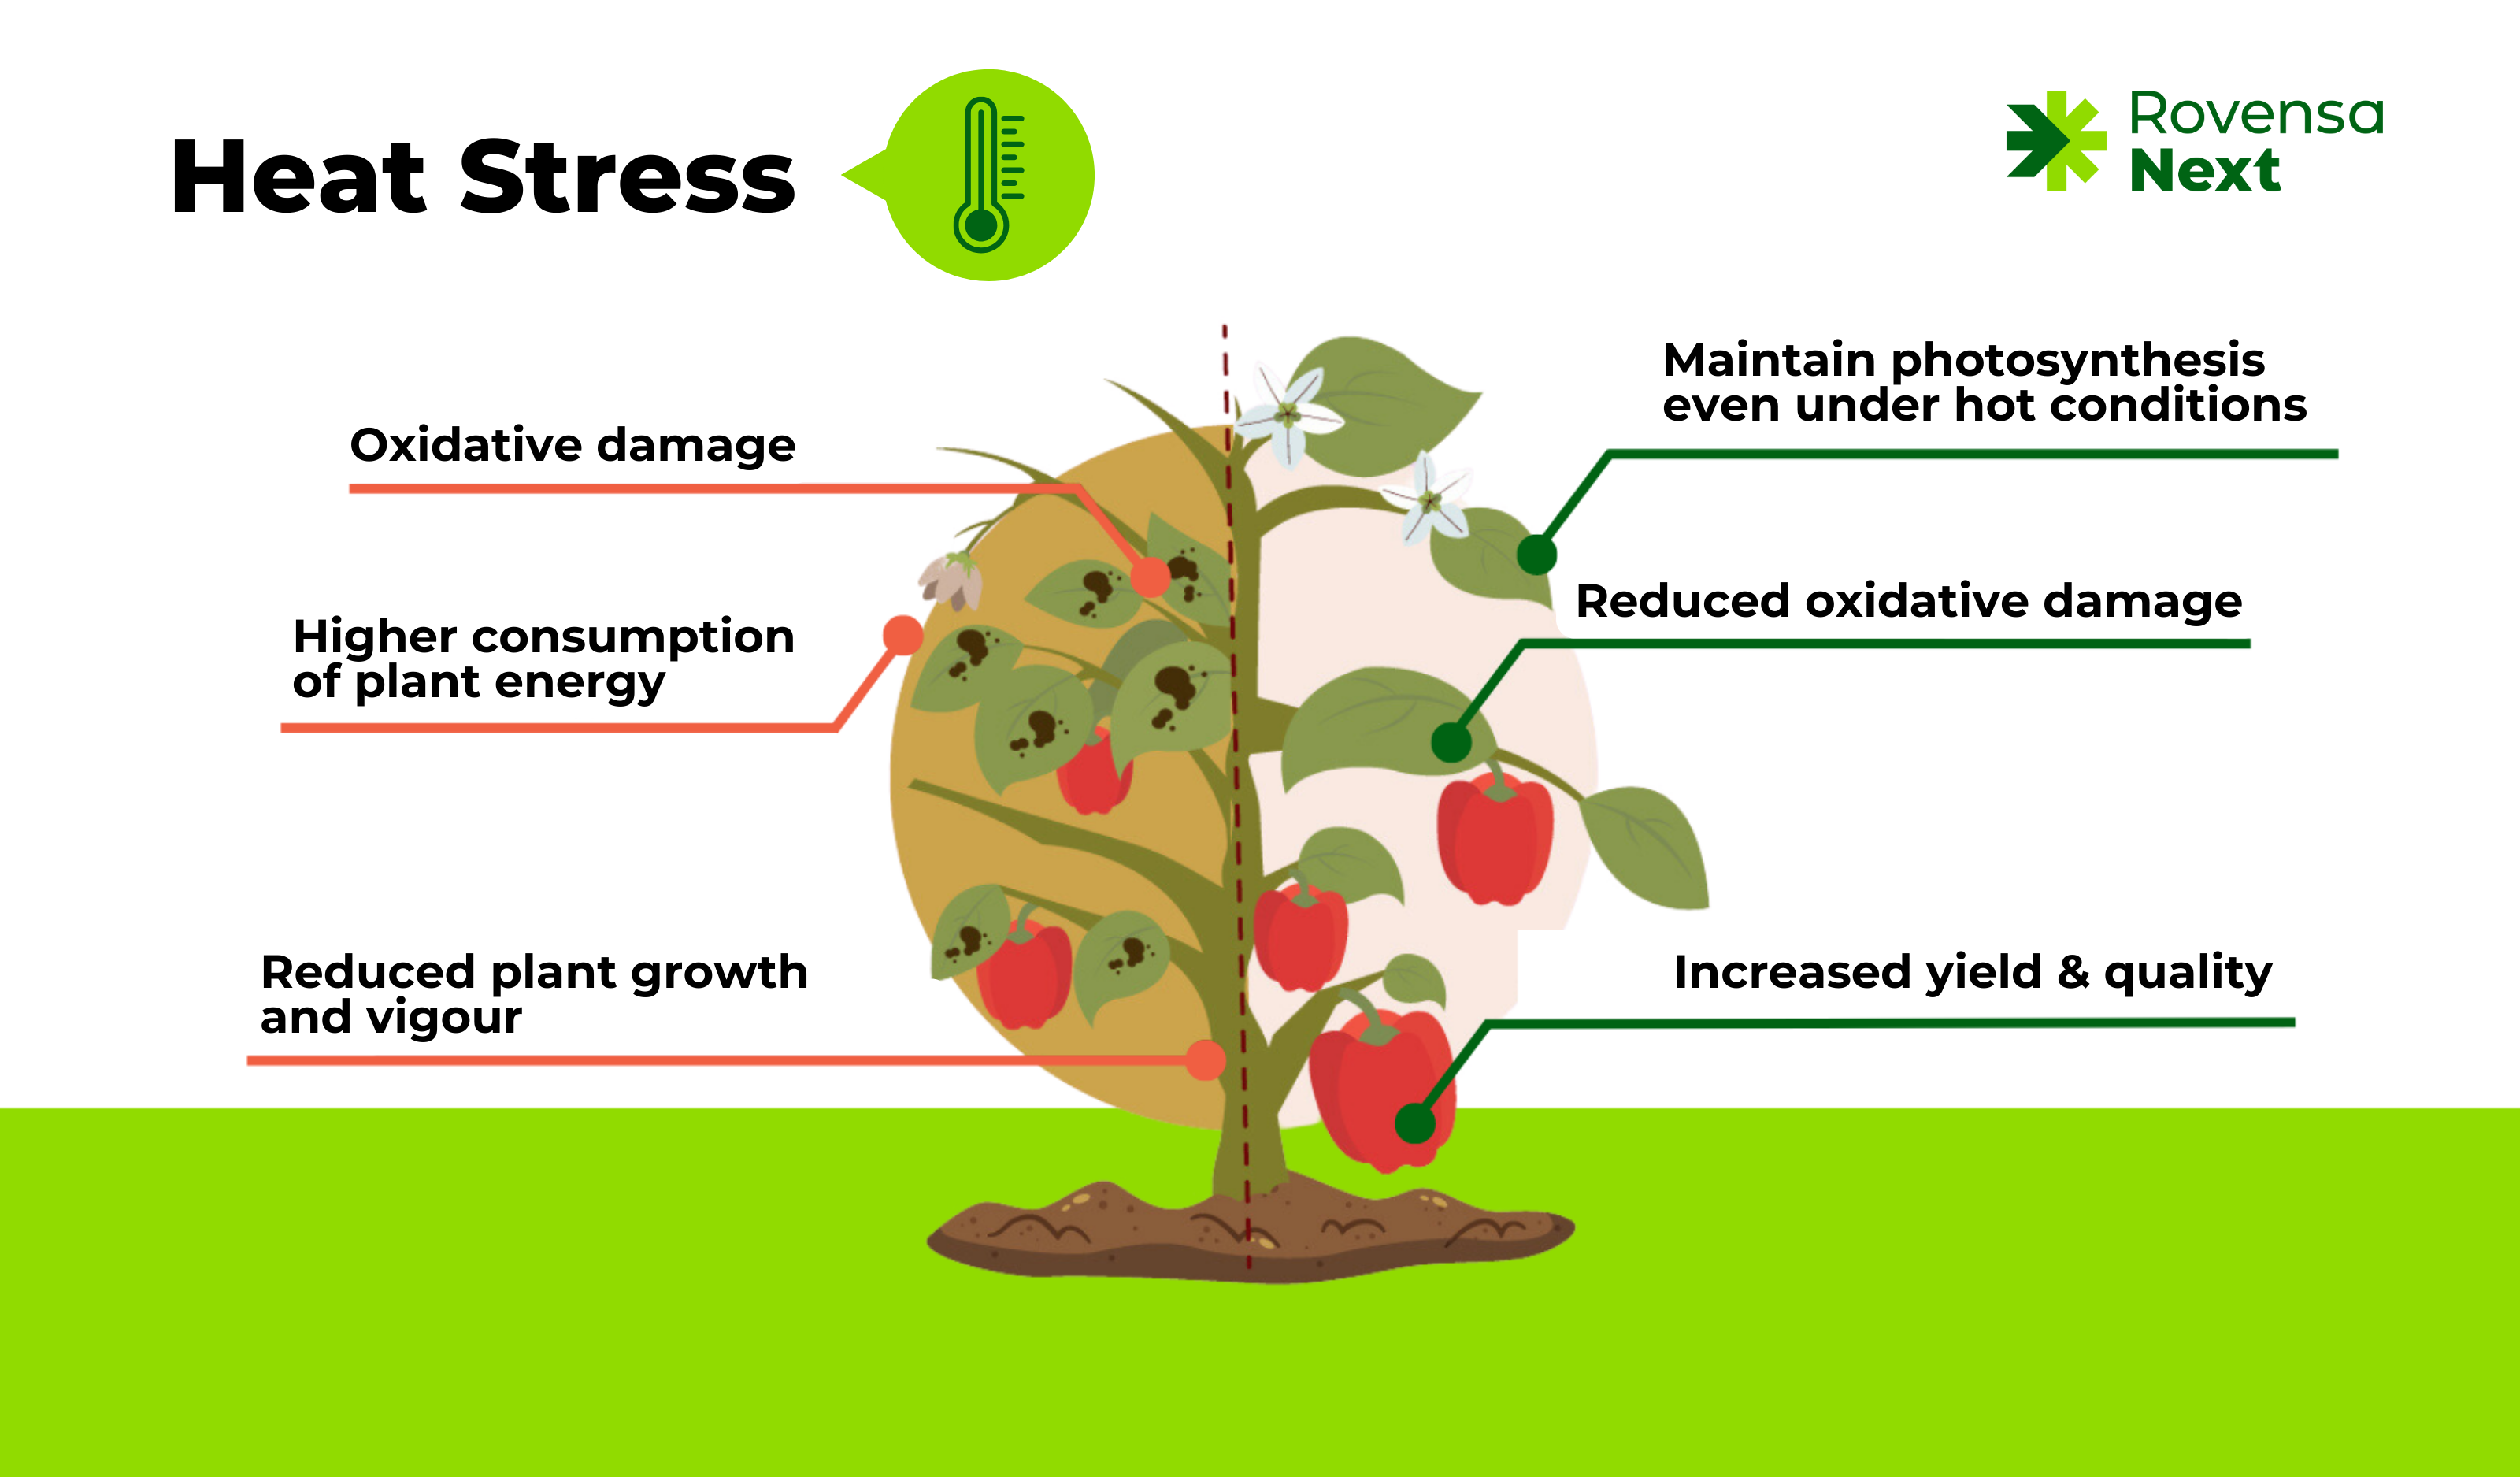 Heat Stress
Rovensa
Next
Oxidative damage
Higher consumption
of plant energy
Reduced plant growth
and vigour
Maintain photosynthesis
even under hot conditions
Reduced oxidative damage
Increased yield & quality